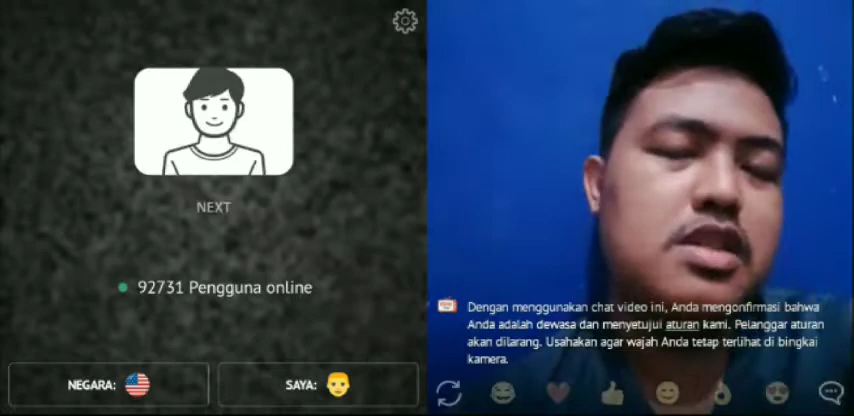 NEXT
92731 Pengguna online
NEGARA:
SAYA:
Dengan menggunakan chat video ini, Anda mengonfirmasi bahwa
Anda adalah dewasa dan menyetujui aturan kami. Pelanggar aturan
akan dilarang. Usahakan agar wajah Anda tetap terlihat di bingkai
kamera.